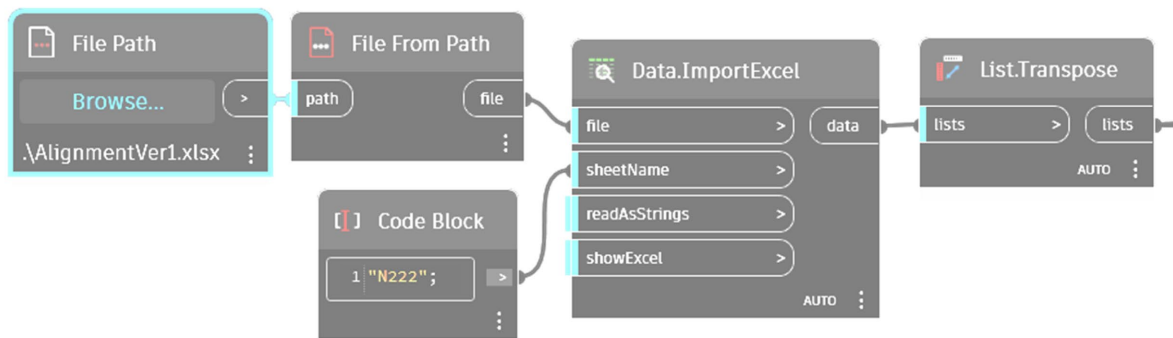 File Path
Browse...
>
.\AlignmentVer1.xlsx
File From Path
path
file
Code Block
1 "N222";
>
Data.ImportExcel
file >
data
sheetName >
readAsStrings >
showExcel >
AUTO
List.Transpose
lists >
lists
AUTO